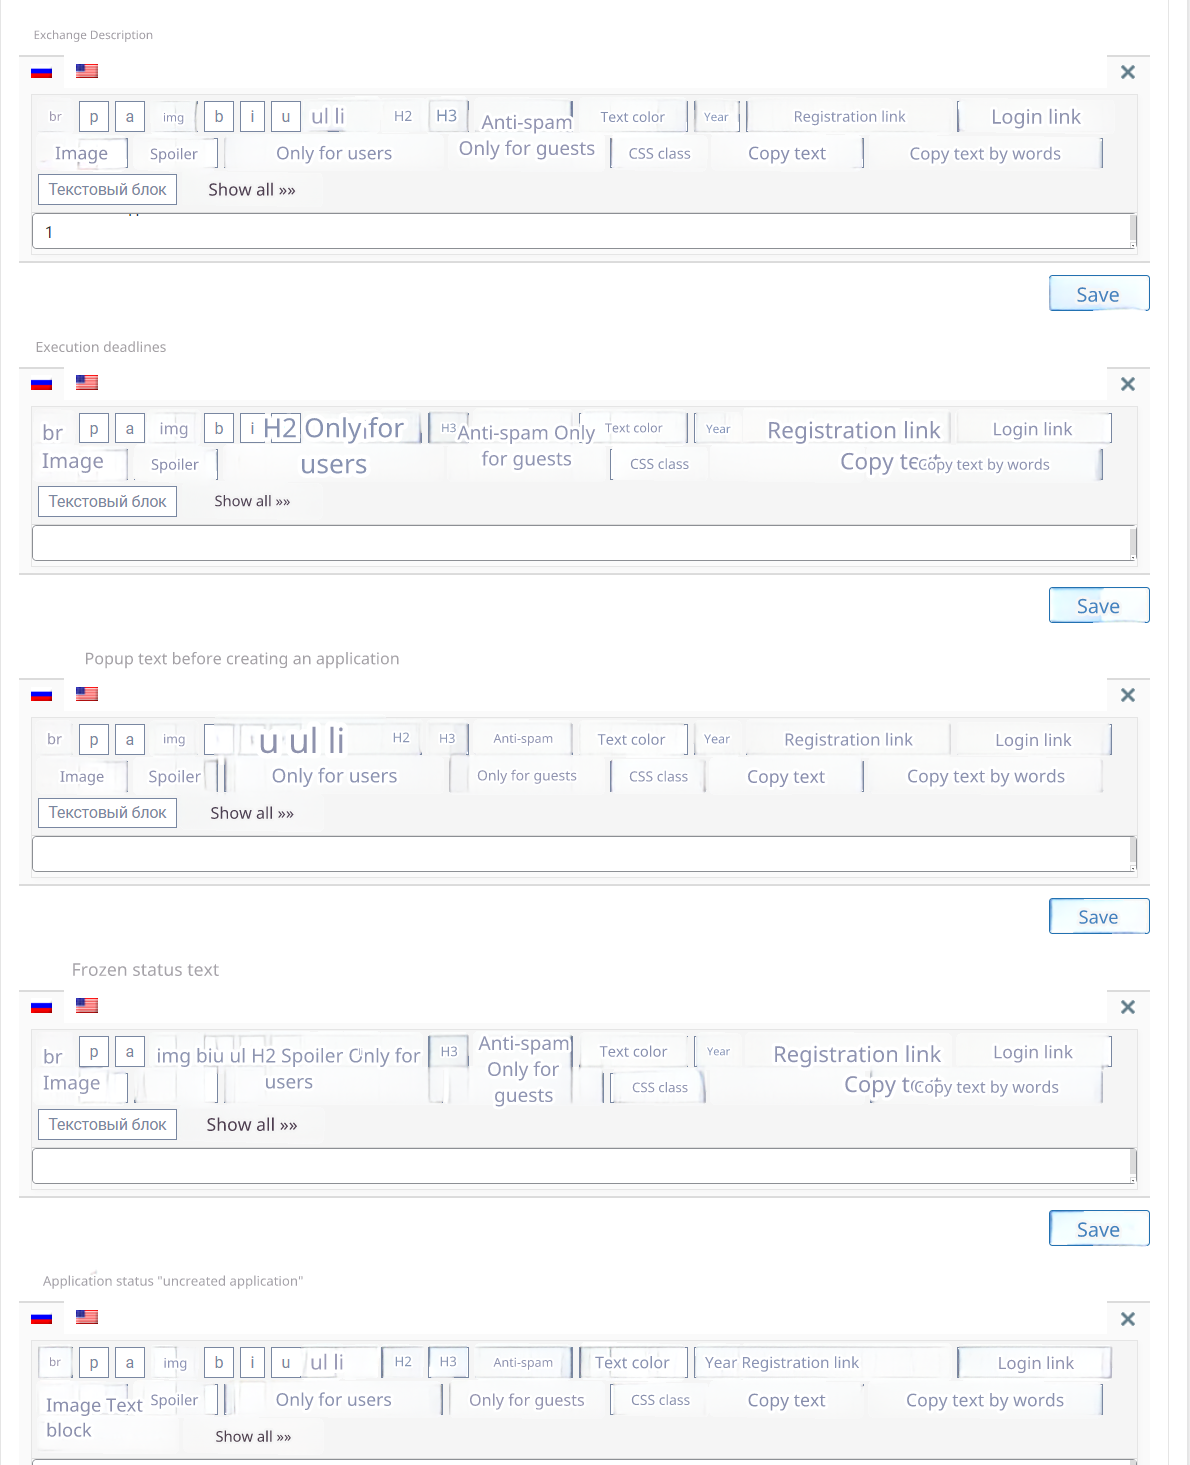 Exchange Description
br p a img b i u ul li H2 H3 Anti-spam Text color Year Registration link Login link
Image Spoiler Only for users Only for guests CSS class Copy text Copy text by words
Текстовый блок Show all »»
1
Save
Execution deadlines
br p a img b i H2 Only for users H3 Anti-spam Only for guests Text color Year Registration link Login link
Image Spoiler CSS class Copy text Copy text by words
Текстовый блок Show all »»
Save
Popup text before creating an application
br p a img u ul li H2 H3 Anti-spam Text color Year Registration link Login link
Image Spoiler Only for users Only for guests CSS class Copy text Copy text by words
Текстовый блок Show all »»
Save
Frozen status text
br p a img biu ul H2 Spoiler Only for users H3 Anti-spam Only for guests Text color Year Registration link Login link
Image CSS class Copy text Copy text by words
Текстовый блок Show all »»
Save
Application status "uncreated application"
br p a img b i u ul li H2 H3 Anti-spam Text color Year Registration link Login link
Image Text block Spoiler Only for users Only for guests CSS class Copy text Copy text by words
Show all »»